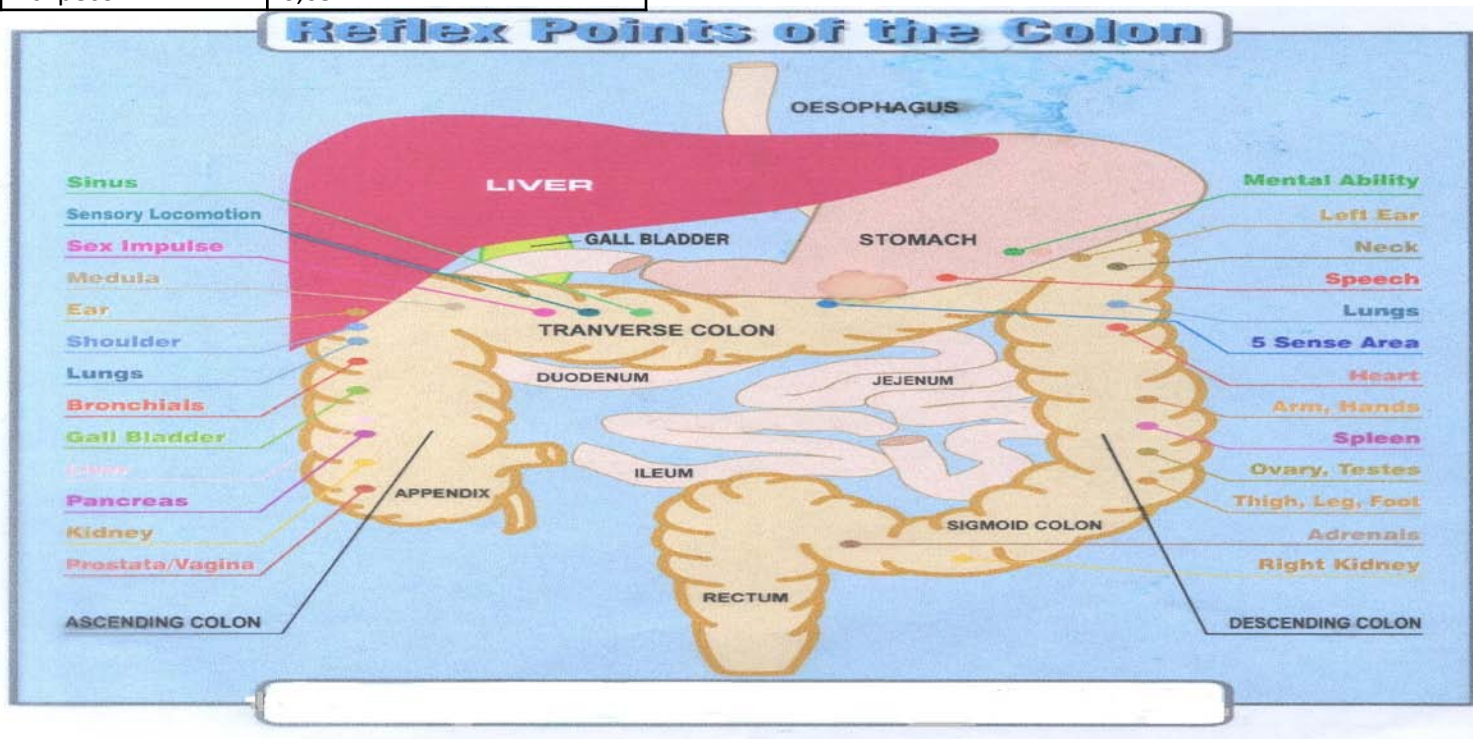 Reflex Points of the Colon
OESOPHAGUS
LIVER
GALL BLADDER
STOMACH
TRANVERSE COLON
DUODENUM
JEJENUM
ILEUM
APPENDIX
SIGMOID COLON
RECTUM
Sinus
Sensory Locomotion
Sex Impulse
Medula
Ear
Shoulder
Lungs
Bronchials
Gall Bladder
Liver
Pancreas
Kidney
Prostata/Vagina
ASCENDING COLON
Mental Ability
Left Ear
Neck
Speech
Lungs
5 Sense Area
Heart
Arm, Hands
Spleen
Ovary, Testes
Thigh, Leg, Foot
Adrenals
Right Kidney
DESCENDING COLON